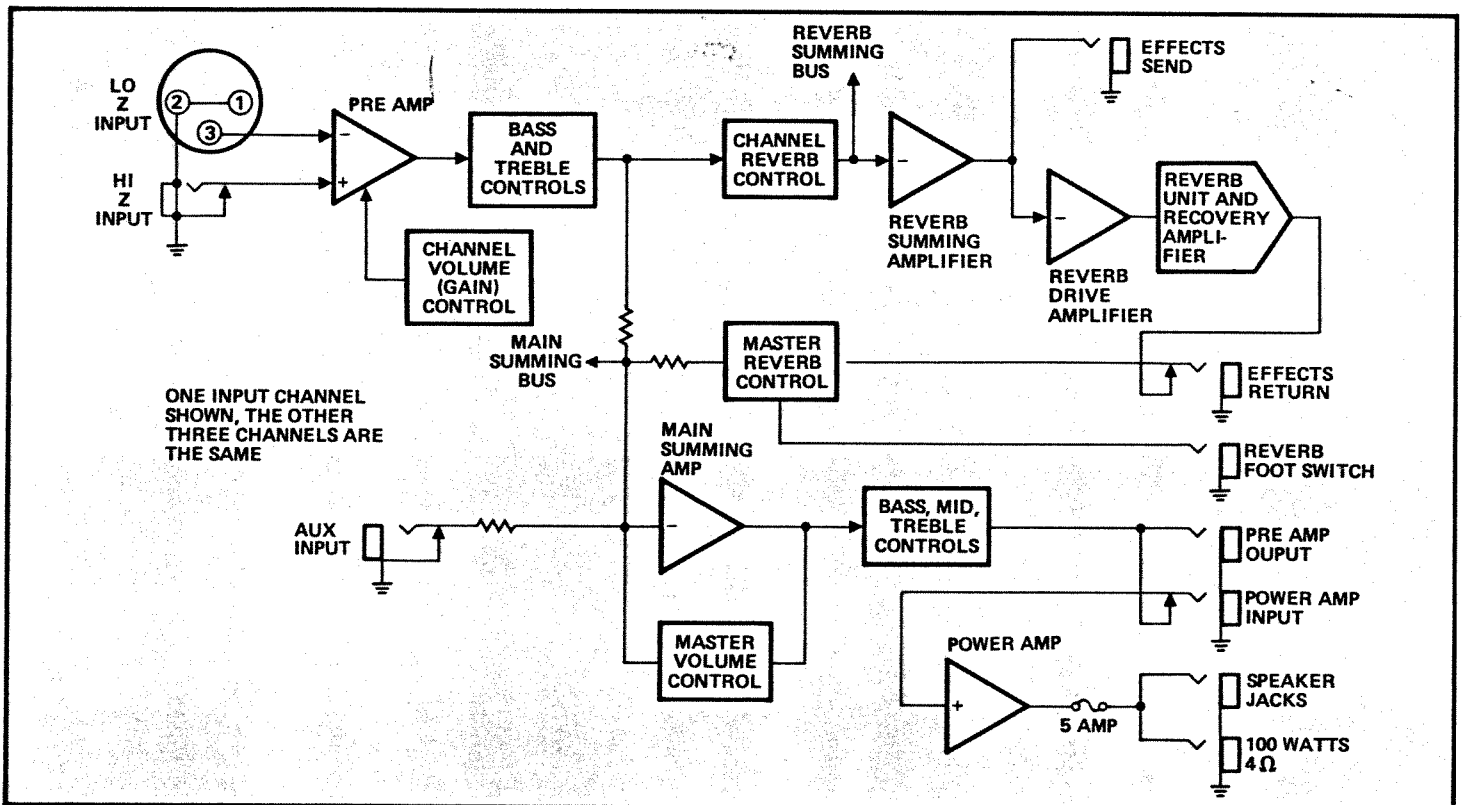 REVERB
SUMMING
BUS
EFFECTS
SEND
LO
Z
INPUT
2
1
3
PRE AMP
-
+
HI
Z
INPUT
BASS
AND
TREBLE
CONTROLS
CHANNEL
REVERB
CONTROL
-
REVERB
SUMMING
AMPLIFIER
-
REVERB
DRIVE
AMPLIFIER
REVERB
UNIT AND
RECOVERY
AMPLI-
FIER
CHANNEL
VOLUME
(GAIN)
CONTROL
MAIN
SUMMING
BUS
MASTER
REVERB
CONTROL
EFFECTS
RETURN
ONE INPUT CHANNEL
SHOWN, THE OTHER
THREE CHANNELS ARE
THE SAME
REVERB
FOOT SWITCH
MAIN
SUMMING
AMP
-
AUX
INPUT
BASS, MID,
TREBLE
CONTROLS
PRE AMP
OUPUT
POWER AMP
INPUT
MASTER
VOLUME
CONTROL
POWER AMP
+
5 AMP
SPEAKER
JACKS
100 WATTS
4Ω